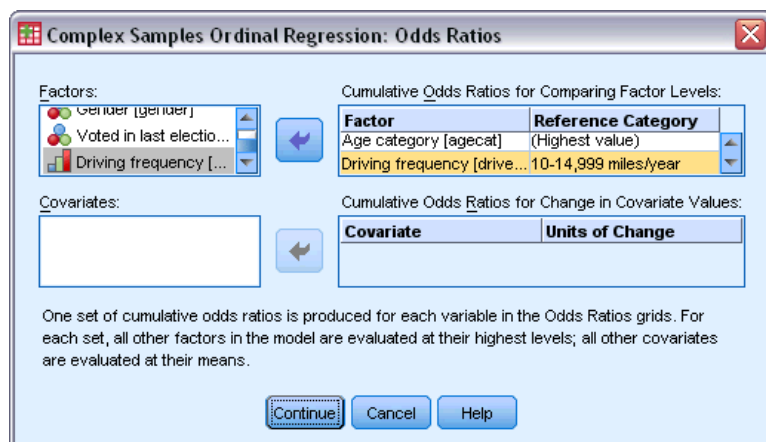 Complex Samples Ordinal Regression: Odds Ratios
Factors:
Gender [gender]
Voted in last electio...
Driving frequency [...
Cumulative Odds Ratios for Comparing Factor Levels:
Factor Reference Category
Age category [agecat] (Highest value)
Driving frequency [drive... 10-14,999 miles/year
Covariates:
Cumulative Odds Ratios for Change in Covariate Values:
Covariate Units of Change
One set of cumulative odds ratios is produced for each variable in the Odds Ratios grids. For
each set, all other factors in the model are evaluated at their highest levels; all other covariates
are evaluated at their means.
Continue Cancel Help